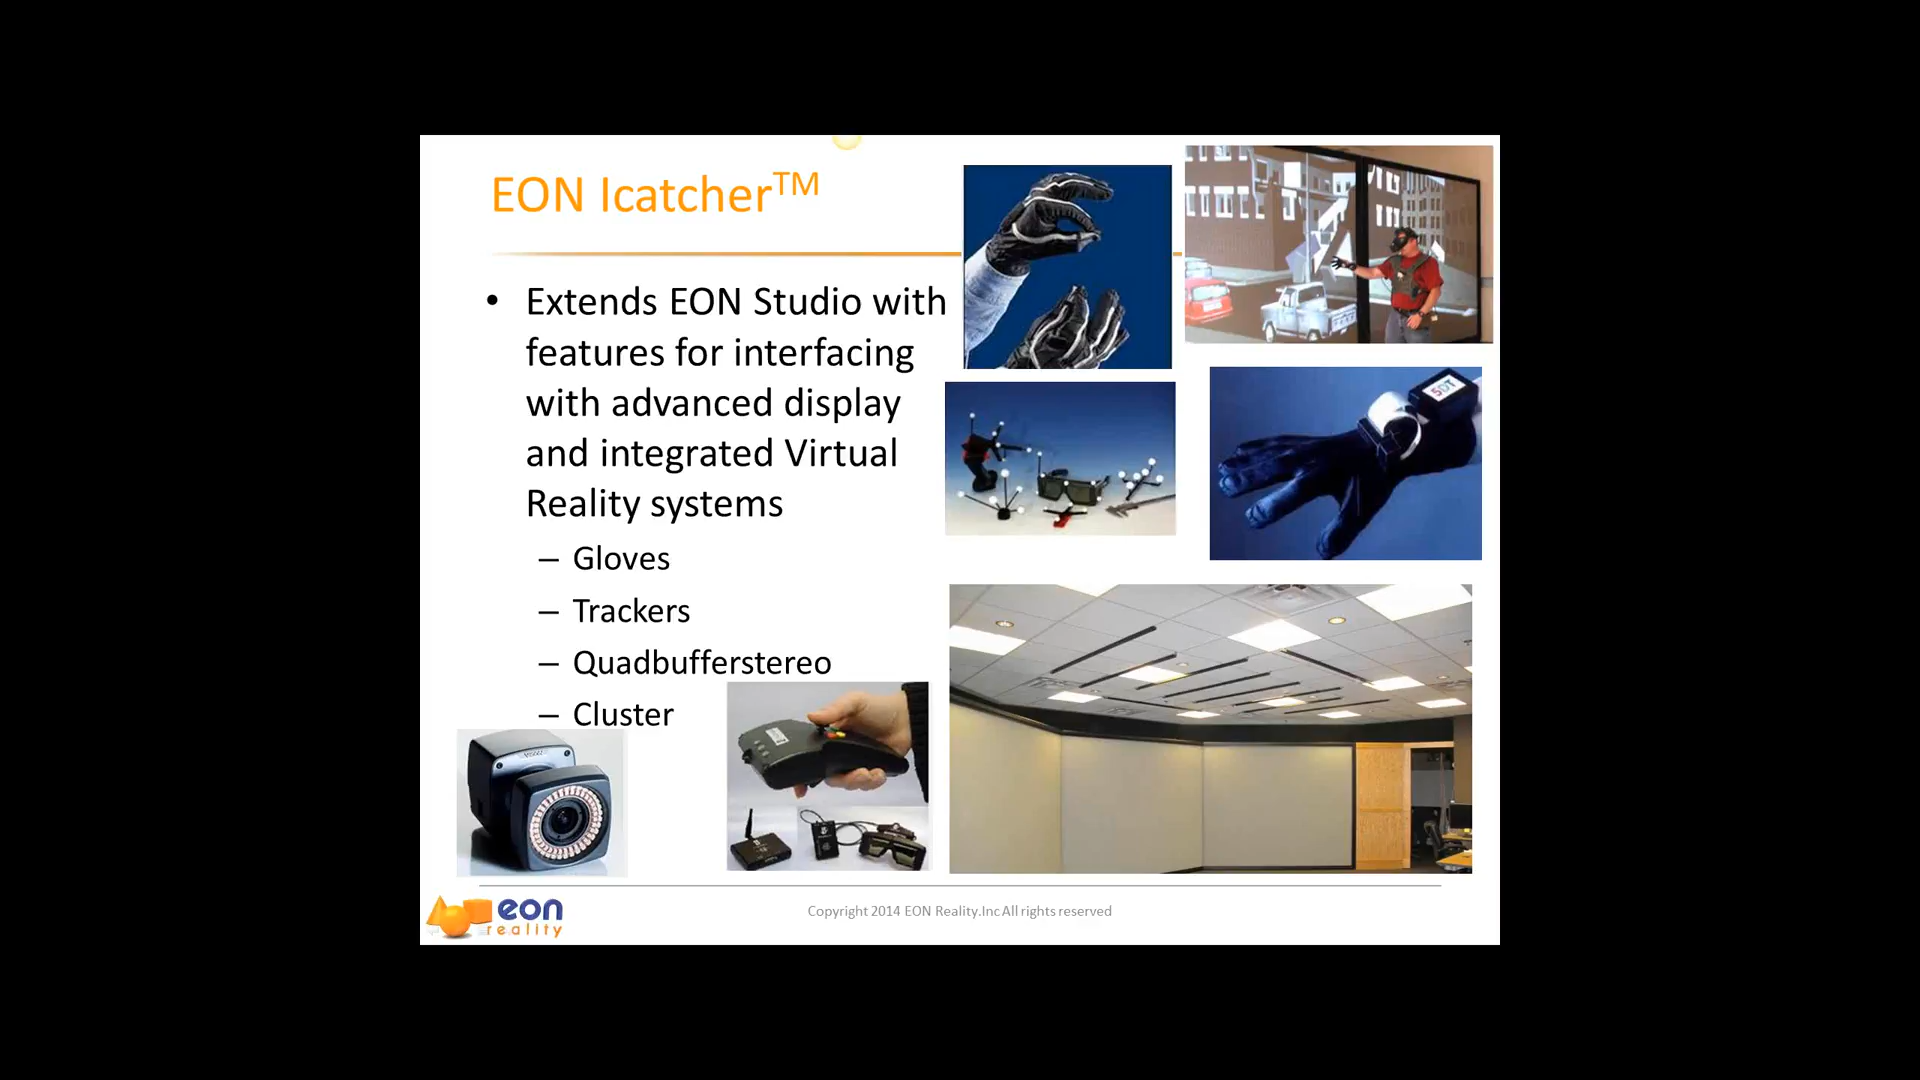 EON Icatcher™
• Extends EON Studio with
features for interfacing
with advanced display
and integrated Virtual
Reality systems
– Gloves
– Trackers
– Quadbufferstereo
– Cluster
5DT
eon
reality
Copyright 2014 EON Reality.Inc All rights reserved